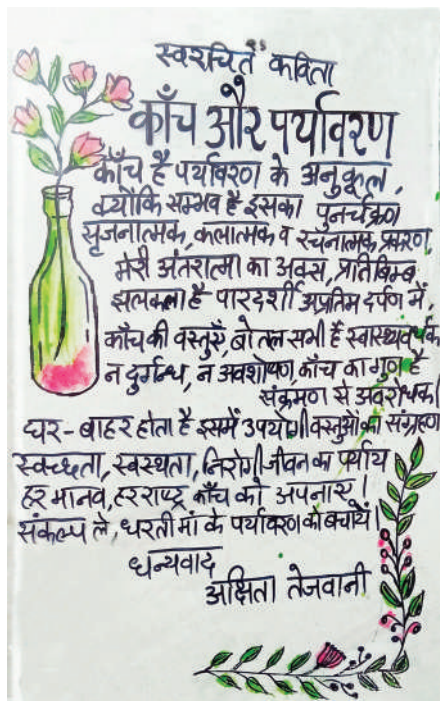 स्वरचित कविता
काँच और पर्यावरण
काँच है पर्यावरण के अनुकूल,
क्योंकि सम्भव है इसका पुनर्चक्रण
सृजनात्मक, कलात्मक व रचनात्मक प्रकरण,
मेरी अंतरात्मा का अक्स, प्रतिबिम्ब
झलकता है पारदर्शी अप्रतिम दर्पण में,
काँच की वस्तुएँ, बोतल सभी हैं स्वास्थ्यवर्धक
न दुर्गन्ध, न अवशोषण, काँच का गुण है
संक्रमण से अवरोधक।
घर-बाहर होता है इसमें उपयोगी वस्तुओं का संग्रहण
स्वच्छता, स्वस्थता, निरोगी जीवन का पर्याय
हर मानव, हर राष्ट्र काँच को अपनाए।
संकल्प ले, धरती मां के पर्यावरण को बचायें।
धन्यवाद
अक्षिता तेजवानी